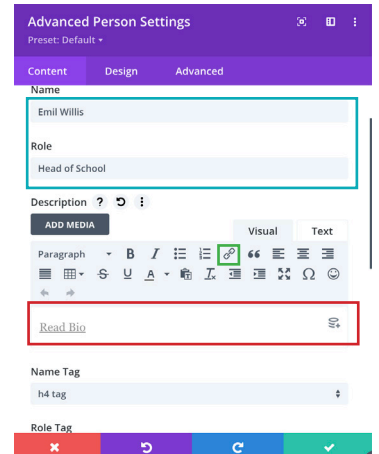 Advanced Person Settings
Preset: Default
Content Design Advanced
Name
Emil Willis
Role
Head of School
Description ?
ADD MEDIA
Visual Text
Paragraph B I
S U A
Read Bio
Name Tag
h4 tag
Role Tag